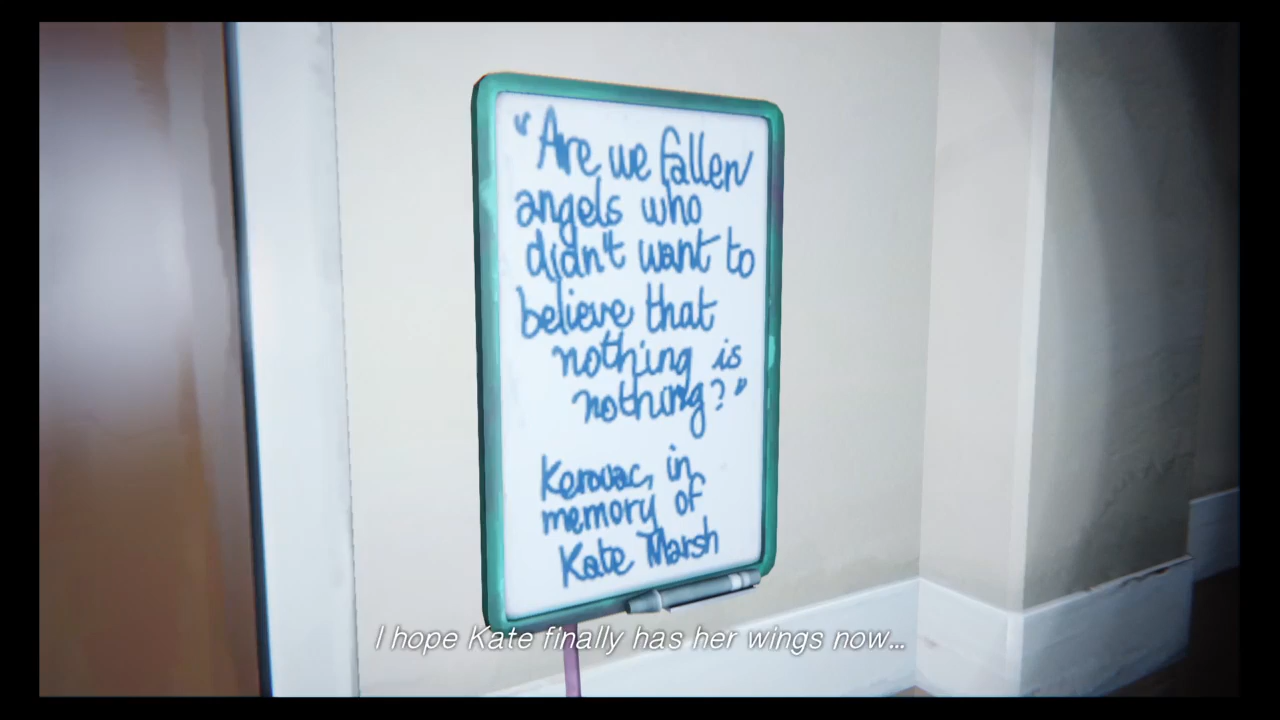 "Are we fallen
angels who
didn't want to
believe that
nothing is
nothing?"
Kerouac, in
memory of
Kate Marsh
I hope Kate finally has her wings now...